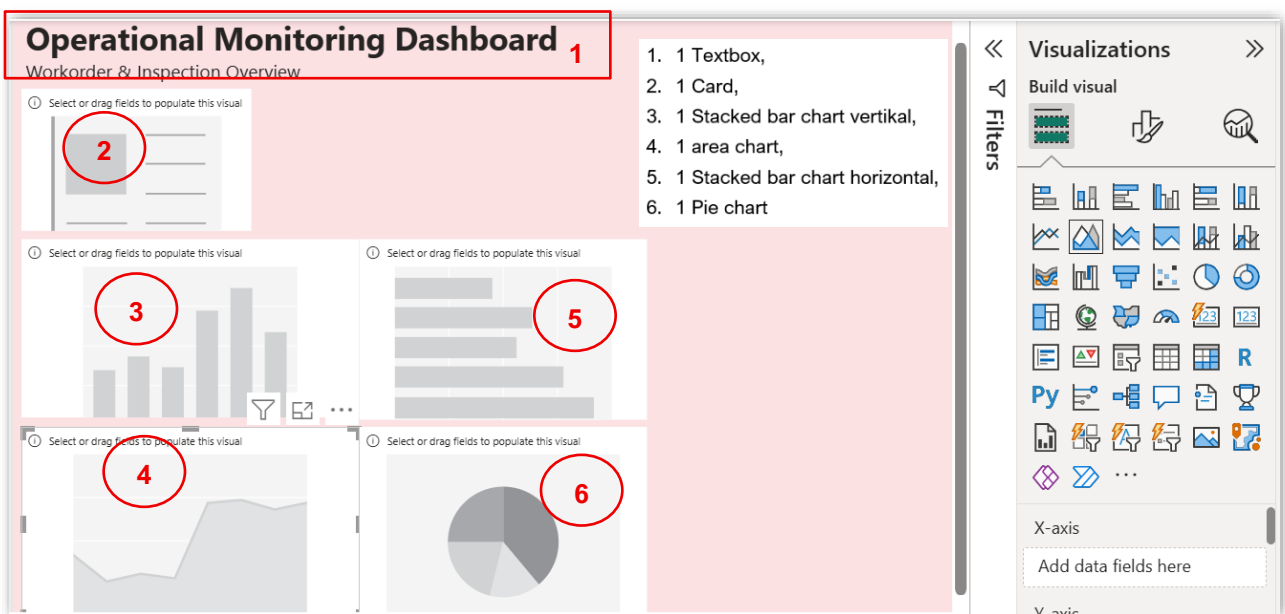 Operational Monitoring Dashboard
1
Workorder & Inspection Overview
Select or drag fields to populate this visual
2
1. 1 Textbox,
2. 1 Card,
3. 1 Stacked bar chart vertikal,
4. 1 area chart,
5. 1 Stacked bar chart horizontal,
6. 1 Pie chart
Select or drag fields to populate this visual
3
Select or drag fields to populate this visual
5
Select or drag fields to populate this visual
4
Select or drag fields to populate this visual
6
Filters
Visualizations
Build visual
123
123
R
Py
X-axis
Add data fields here
Y-axis